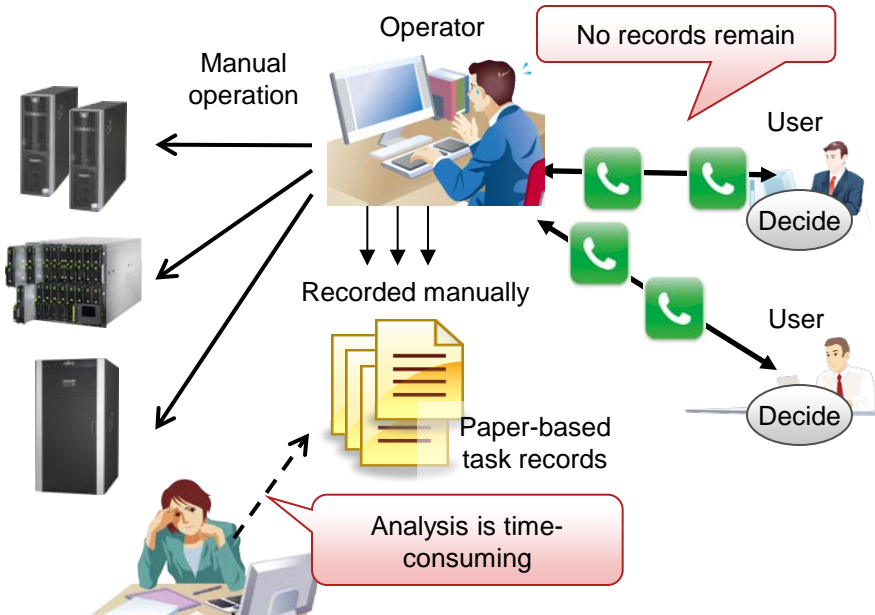 Operator
No records remain
Manual
operation
User
Decide
Recorded manually
User
Decide
Paper-based
task records
Analysis is time-
consuming